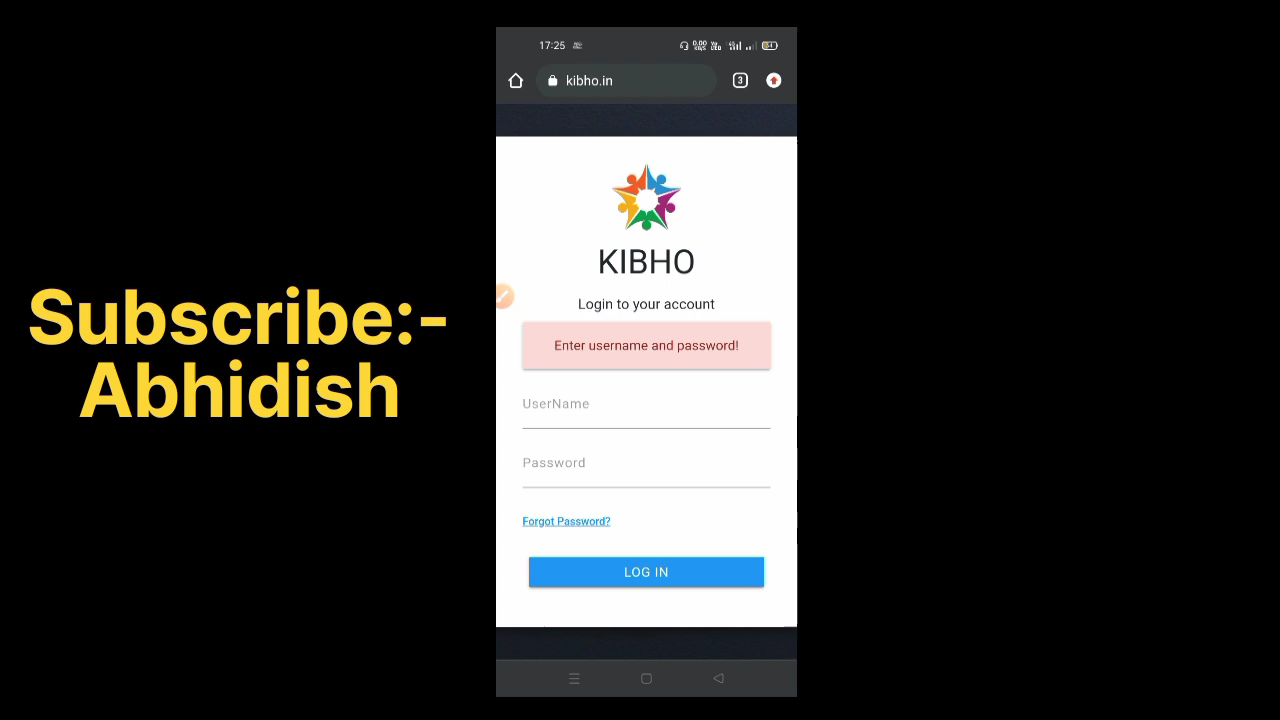 Subscribe:-
Abhidish
17:25
kibho.in
3
KIBHO
Login to your account
Enter username and password!
UserName
Password
Forgot Password?
LOG IN